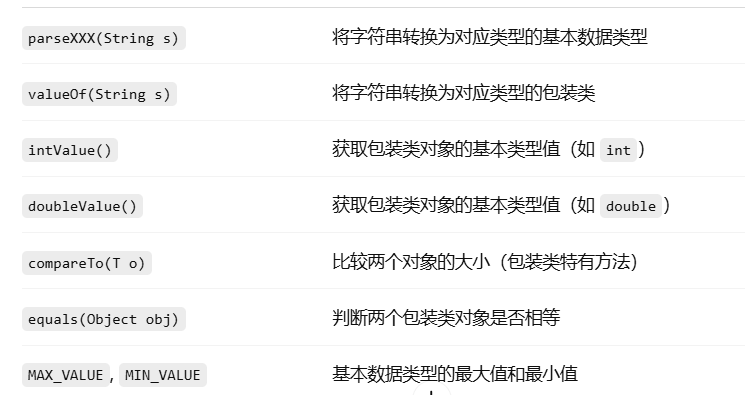 parseXXX(String s) 将字符串转换为对应类型的基本数据类型
valueOf(String s) 将字符串转换为对应类型的包装类
intValue() 获取包装类对象的基本类型值（如 int）
doubleValue() 获取包装类对象的基本类型值（如 double）
compareTo(T o) 比较两个对象的大小（包装类特有方法）
equals(Object obj) 判断两个包装类对象是否相等
MAX_VALUE, MIN_VALUE 基本数据类型的最大值和最小值